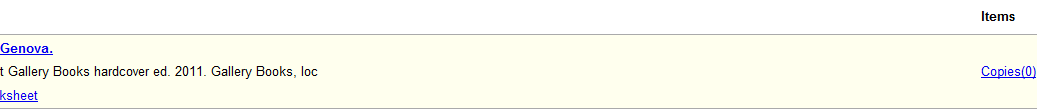 Items
Genova.
t Gallery Books hardcover ed. 2011. Gallery Books, loc
Copies(0)
ksheet